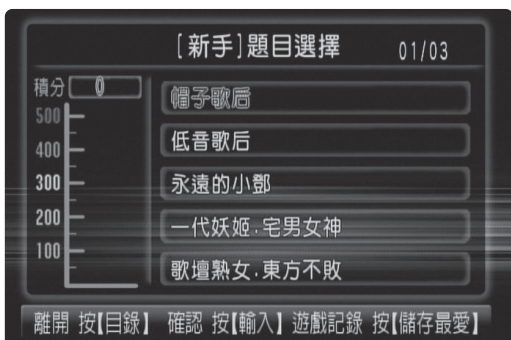 [新手]題目選擇 01/03
積分 0
500
400
300
200
100
帽子歌后
低音歌后
永遠的小鄧
一代妖姬.宅男女神
歌壇熟女.東方不敗
離開 按【目錄】 確認 按【輸入】 遊戲記錄 按【儲存最愛】